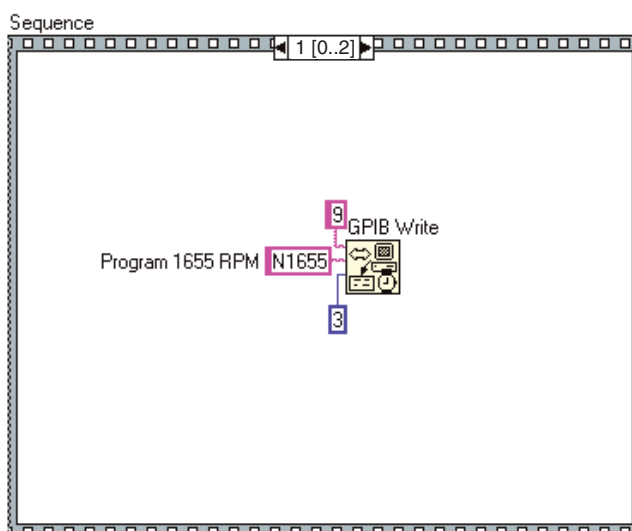 Sequence
1 [0..2]
9
GPIB Write
Program 1655 RPM N1655
3